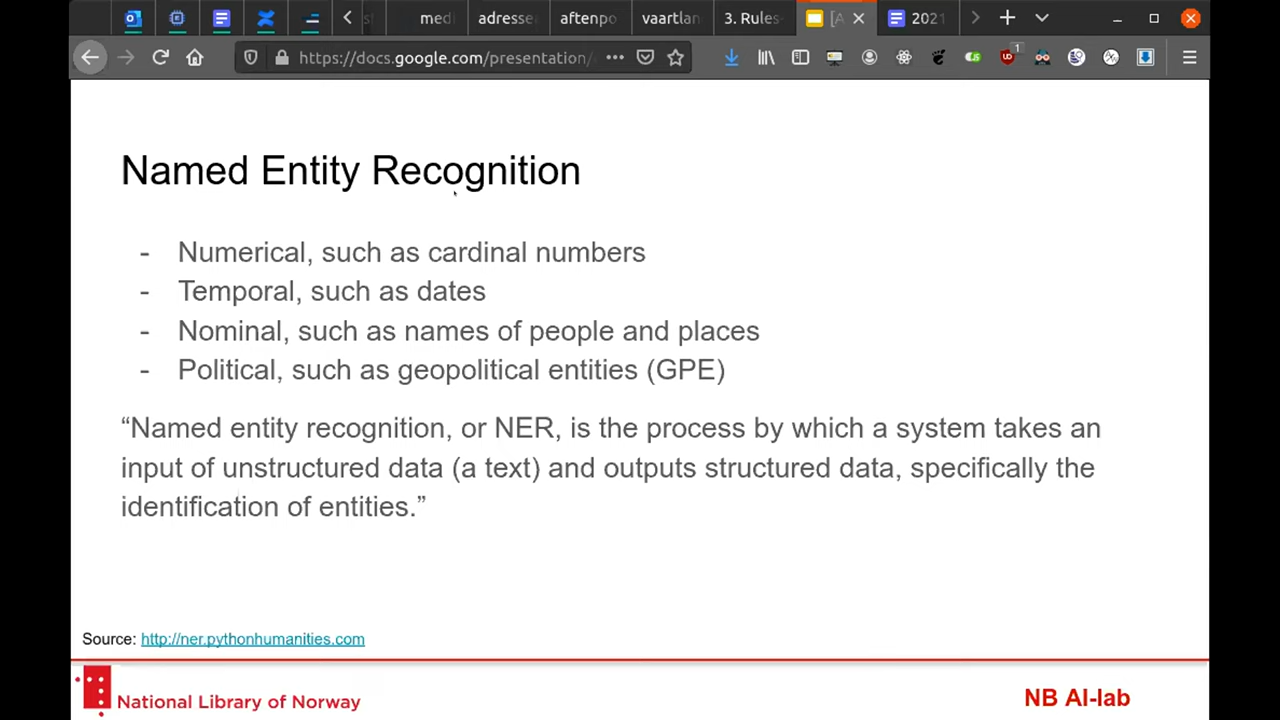 medi
adresse
aftenpo
vaartlan
3. Rules-
[A
2021
https://docs.google.com/presentation/
1
Named Entity Recognition
- Numerical, such as cardinal numbers
- Temporal, such as dates
- Nominal, such as names of people and places
- Political, such as geopolitical entities (GPE)
“Named entity recognition, or NER, is the process by which a system takes an
input of unstructured data (a text) and outputs structured data, specifically the
identification of entities.”
Source: http://ner.pythonhumanities.com
National Library of Norway
NB AI-lab